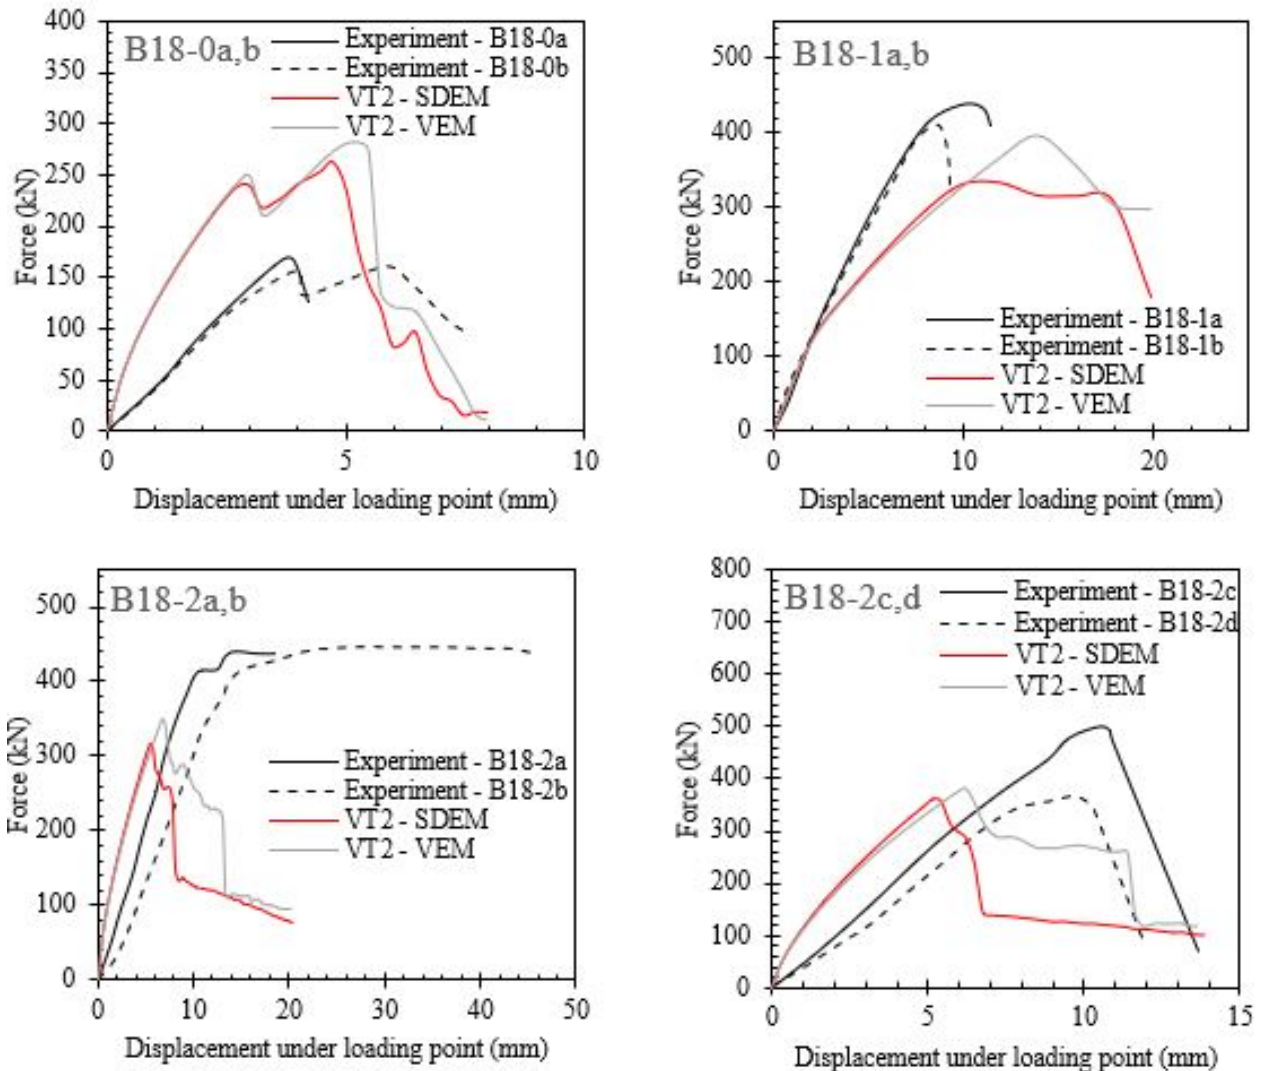 400
350
300
250
200
150
100
50
0
Force (kN)
B18-0a,b
Experiment - B18-0a
Experiment - B18-0b
VT2 - SDEM
VT2 - VEM
0 5 10
Displacement under loading point (mm)
500
400
300
200
100
0
Force (kN)
B18-1a,b
Experiment - B18-1a
Experiment - B18-1b
VT2 - SDEM
VT2 - VEM
0 10 20
Displacement under loading point (mm)
500
400
300
200
100
0
Force (kN)
B18-2a,b
Experiment - B18-2a
Experiment - B18-2b
VT2 - SDEM
VT2 - VEM
0 10 20 30 40 50
Displacement under loading point (mm)
800
700
600
500
400
300
200
100
0
Force (kN)
B18-2c,d
Experiment - B18-2c
Experiment - B18-2d
VT2 - SDEM
VT2 - VEM
0 5 10 15
Displacement under loading point (mm)